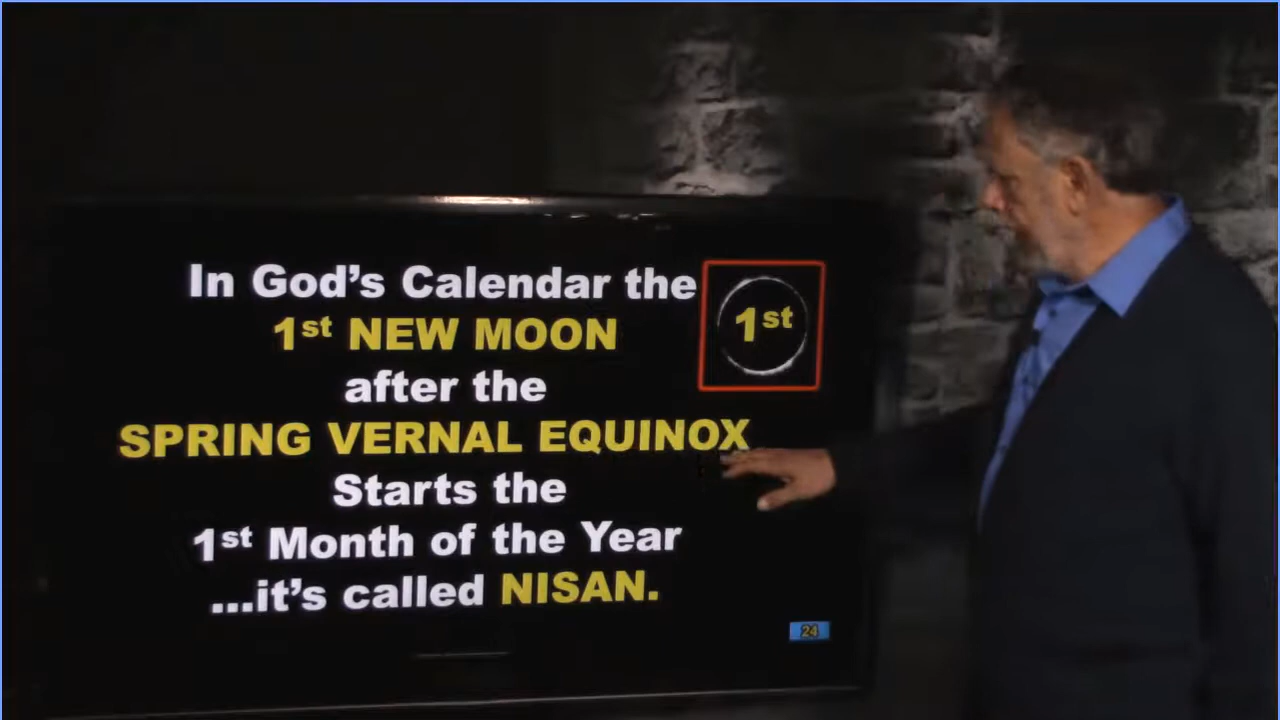 In God's Calendar the
1st NEW MOON
after the
SPRING VERNAL EQUINOX
Starts the
1st Month of the Year
...it's called NISAN.
1st
24